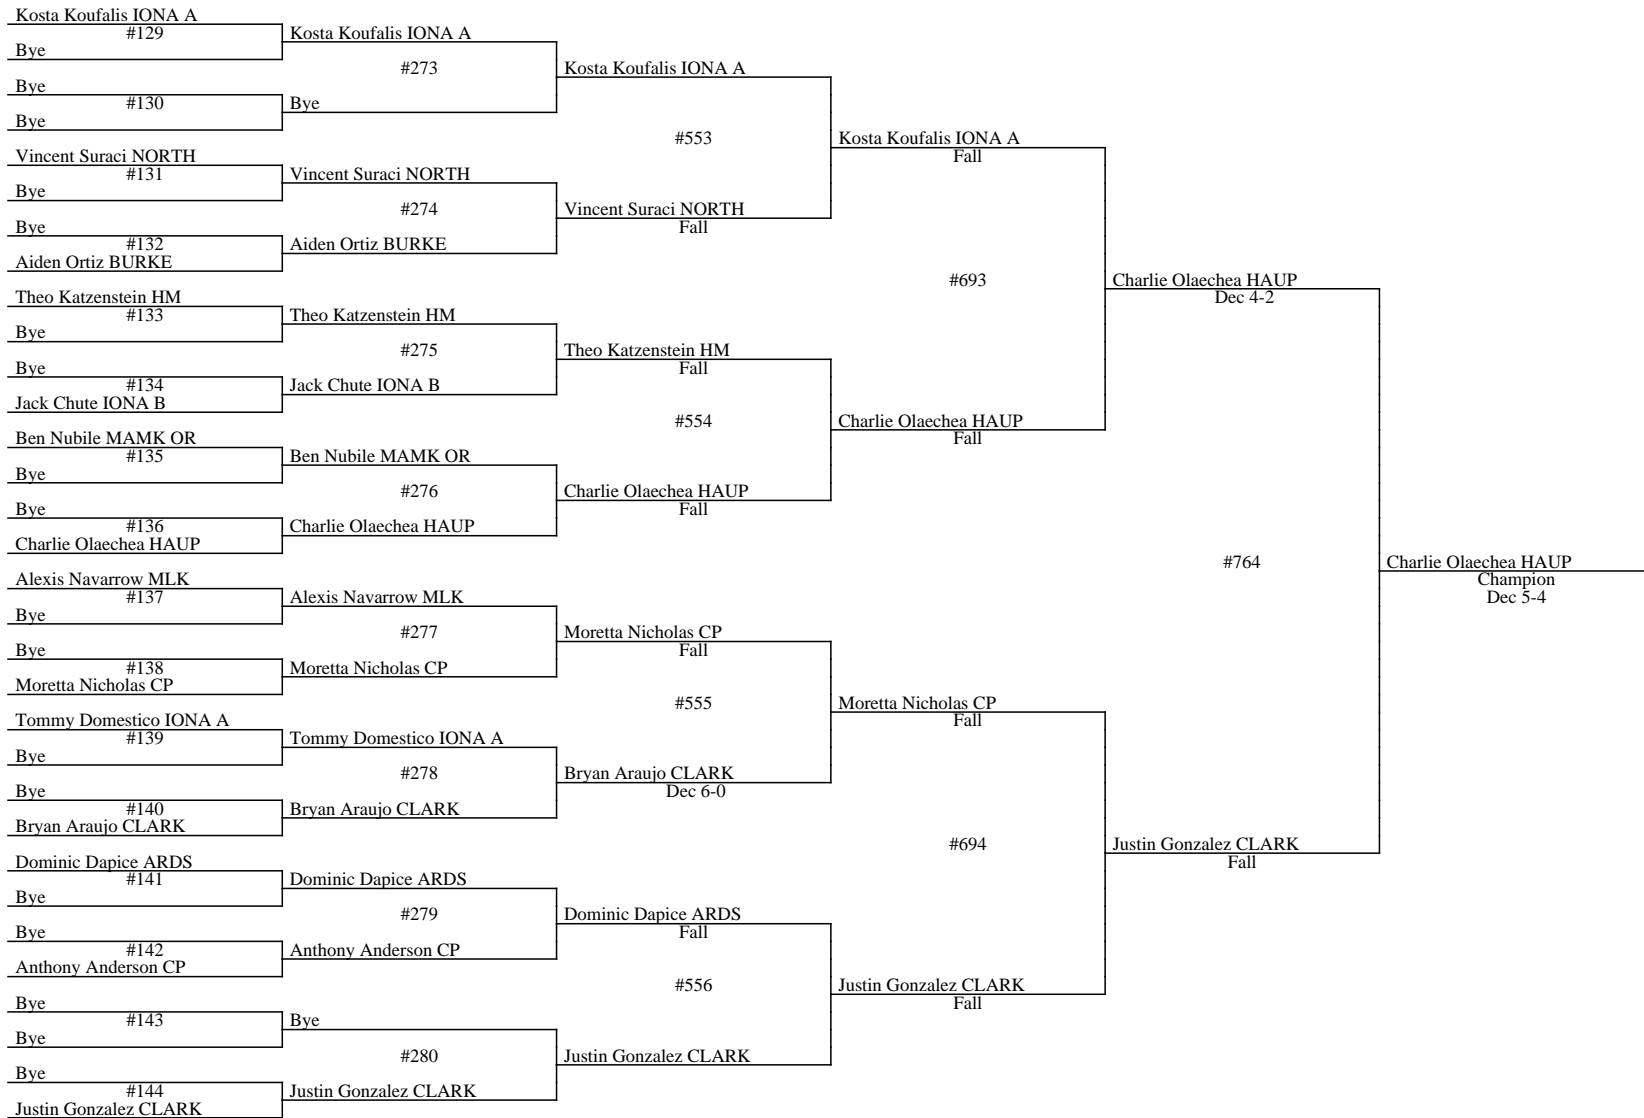 Kosta Koufalis IONA A
#129
Bye
Bye
#130
Bye
Vincent Suraci NORTH
#131
Bye
Bye
#132
Aiden Ortiz BURKE
Theo Katzenstein HM
#133
Bye
Bye
#134
Jack Chute IONA B
Ben Nubile MAMK OR
#135
Bye
Bye
#136
Charlie Olaechea HAUP
Alexis Navarrow MLK
#137
Bye
Bye
#138
Moretta Nicholas CP
Tommy Domestico IONA A
#139
Bye
Bye
#140
Bryan Araujo CLARK
Dominic Dapice ARDS
#141
Bye
Bye
#142
Anthony Anderson CP
Bye
#143
Bye
Bye
#144
Justin Gonzalez CLARK
Kosta Koufalis IONA A
#273
Bye
Vincent Suraci NORTH
#274
Aiden Ortiz BURKE
Theo Katzenstein HM
#275
Jack Chute IONA B
Ben Nubile MAMK OR
#276
Charlie Olaechea HAUP
Alexis Navarrow MLK
#277
Moretta Nicholas CP
Tommy Domestico IONA A
#278
Bryan Araujo CLARK
Dominic Dapice ARDS
#279
Anthony Anderson CP
Bye
#280
Justin Gonzalez CLARK
Kosta Koufalis IONA A
#553
Vincent Suraci NORTH
Fall
Theo Katzenstein HM
Fall
#554
Charlie Olaechea HAUP
Fall
Moretta Nicholas CP
Fall
#555
Bryan Araujo CLARK
Dec 6-0
Dominic Dapice ARDS
Fall
#556
Justin Gonzalez CLARK
Kosta Koufalis IONA A
Fall
#693
Charlie Olaechea HAUP
Fall
Moretta Nicholas CP
Fall
#694
Justin Gonzalez CLARK
Fall
Charlie Olaechea HAUP
Dec 4-2
#764
Justin Gonzalez CLARK
Fall
Charlie Olaechea HAUP
Champion
Dec 5-4